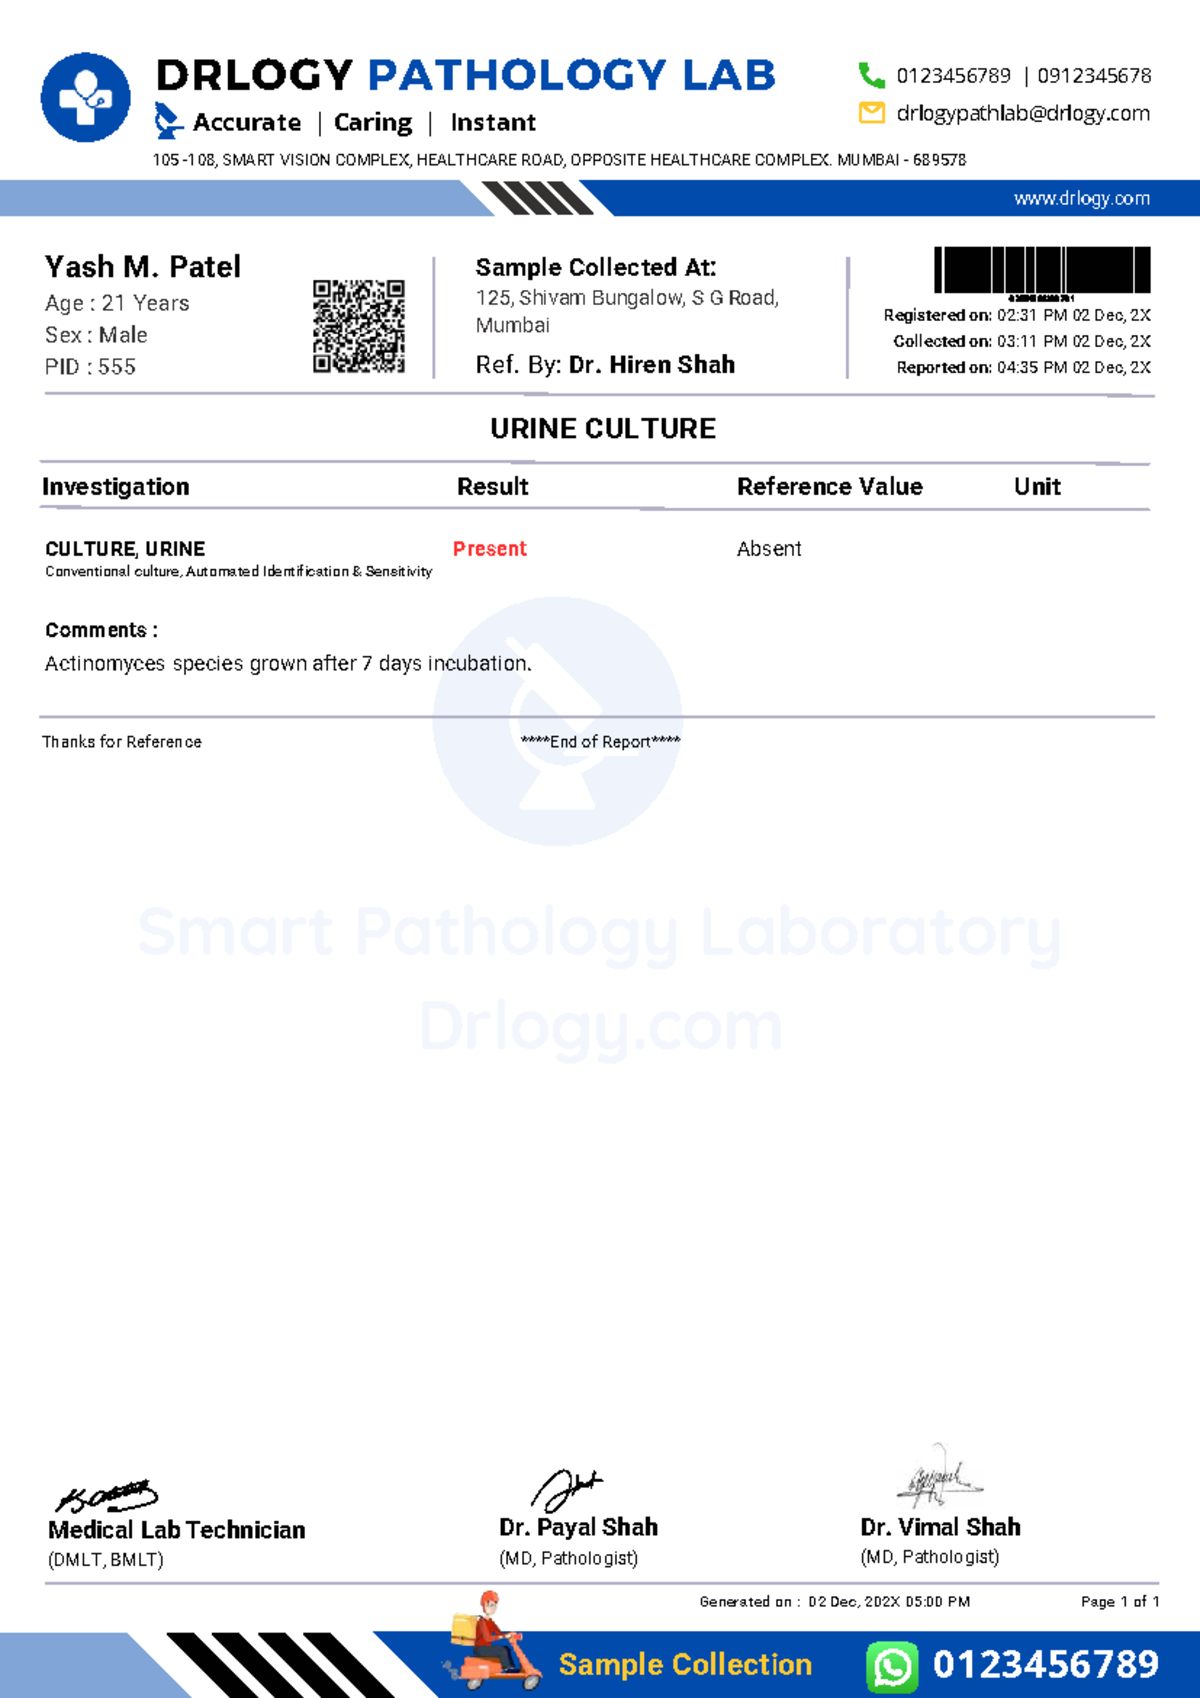 DRLOGY PATHOLOGY LAB
Accurate | Caring | Instant
0123456789 | 0912345678
drlogypathlab@drlogy.com
105 -108, SMART VISION COMPLEX, HEALTHCARE ROAD, OPPOSITE HEALTHCARE COMPLEX. MUMBAI - 689578
www.drlogy.com
Yash M. Patel
Age : 21 Years
Sex : Male
PID : 555
Sample Collected At:
125, Shivam Bungalow, S G Road,
Mumbai
Ref. By: Dr. Hiren Shah
Registered on: 02:31 PM 02 Dec, 2X
Collected on: 03:11 PM 02 Dec, 2X
Reported on: 04:35 PM 02 Dec, 2X
URINE CULTURE
Investigation Result Reference Value Unit
CULTURE, URINE Present Absent
Conventional culture, Automated Identification & Sensitivity
Comments :
Actinomyces species grown after 7 days incubation.
Thanks for Reference ****End of Report****
Smart Pathology Laboratory
Drlogy.com
Medical Lab Technician
(DMLT, BMLT)
Dr. Payal Shah
(MD, Pathologist)
Dr. Vimal Shah
(MD, Pathologist)
Generated on : 02 Dec, 202X 05:00 PM Page 1 of 1
Sample Collection 0123456789